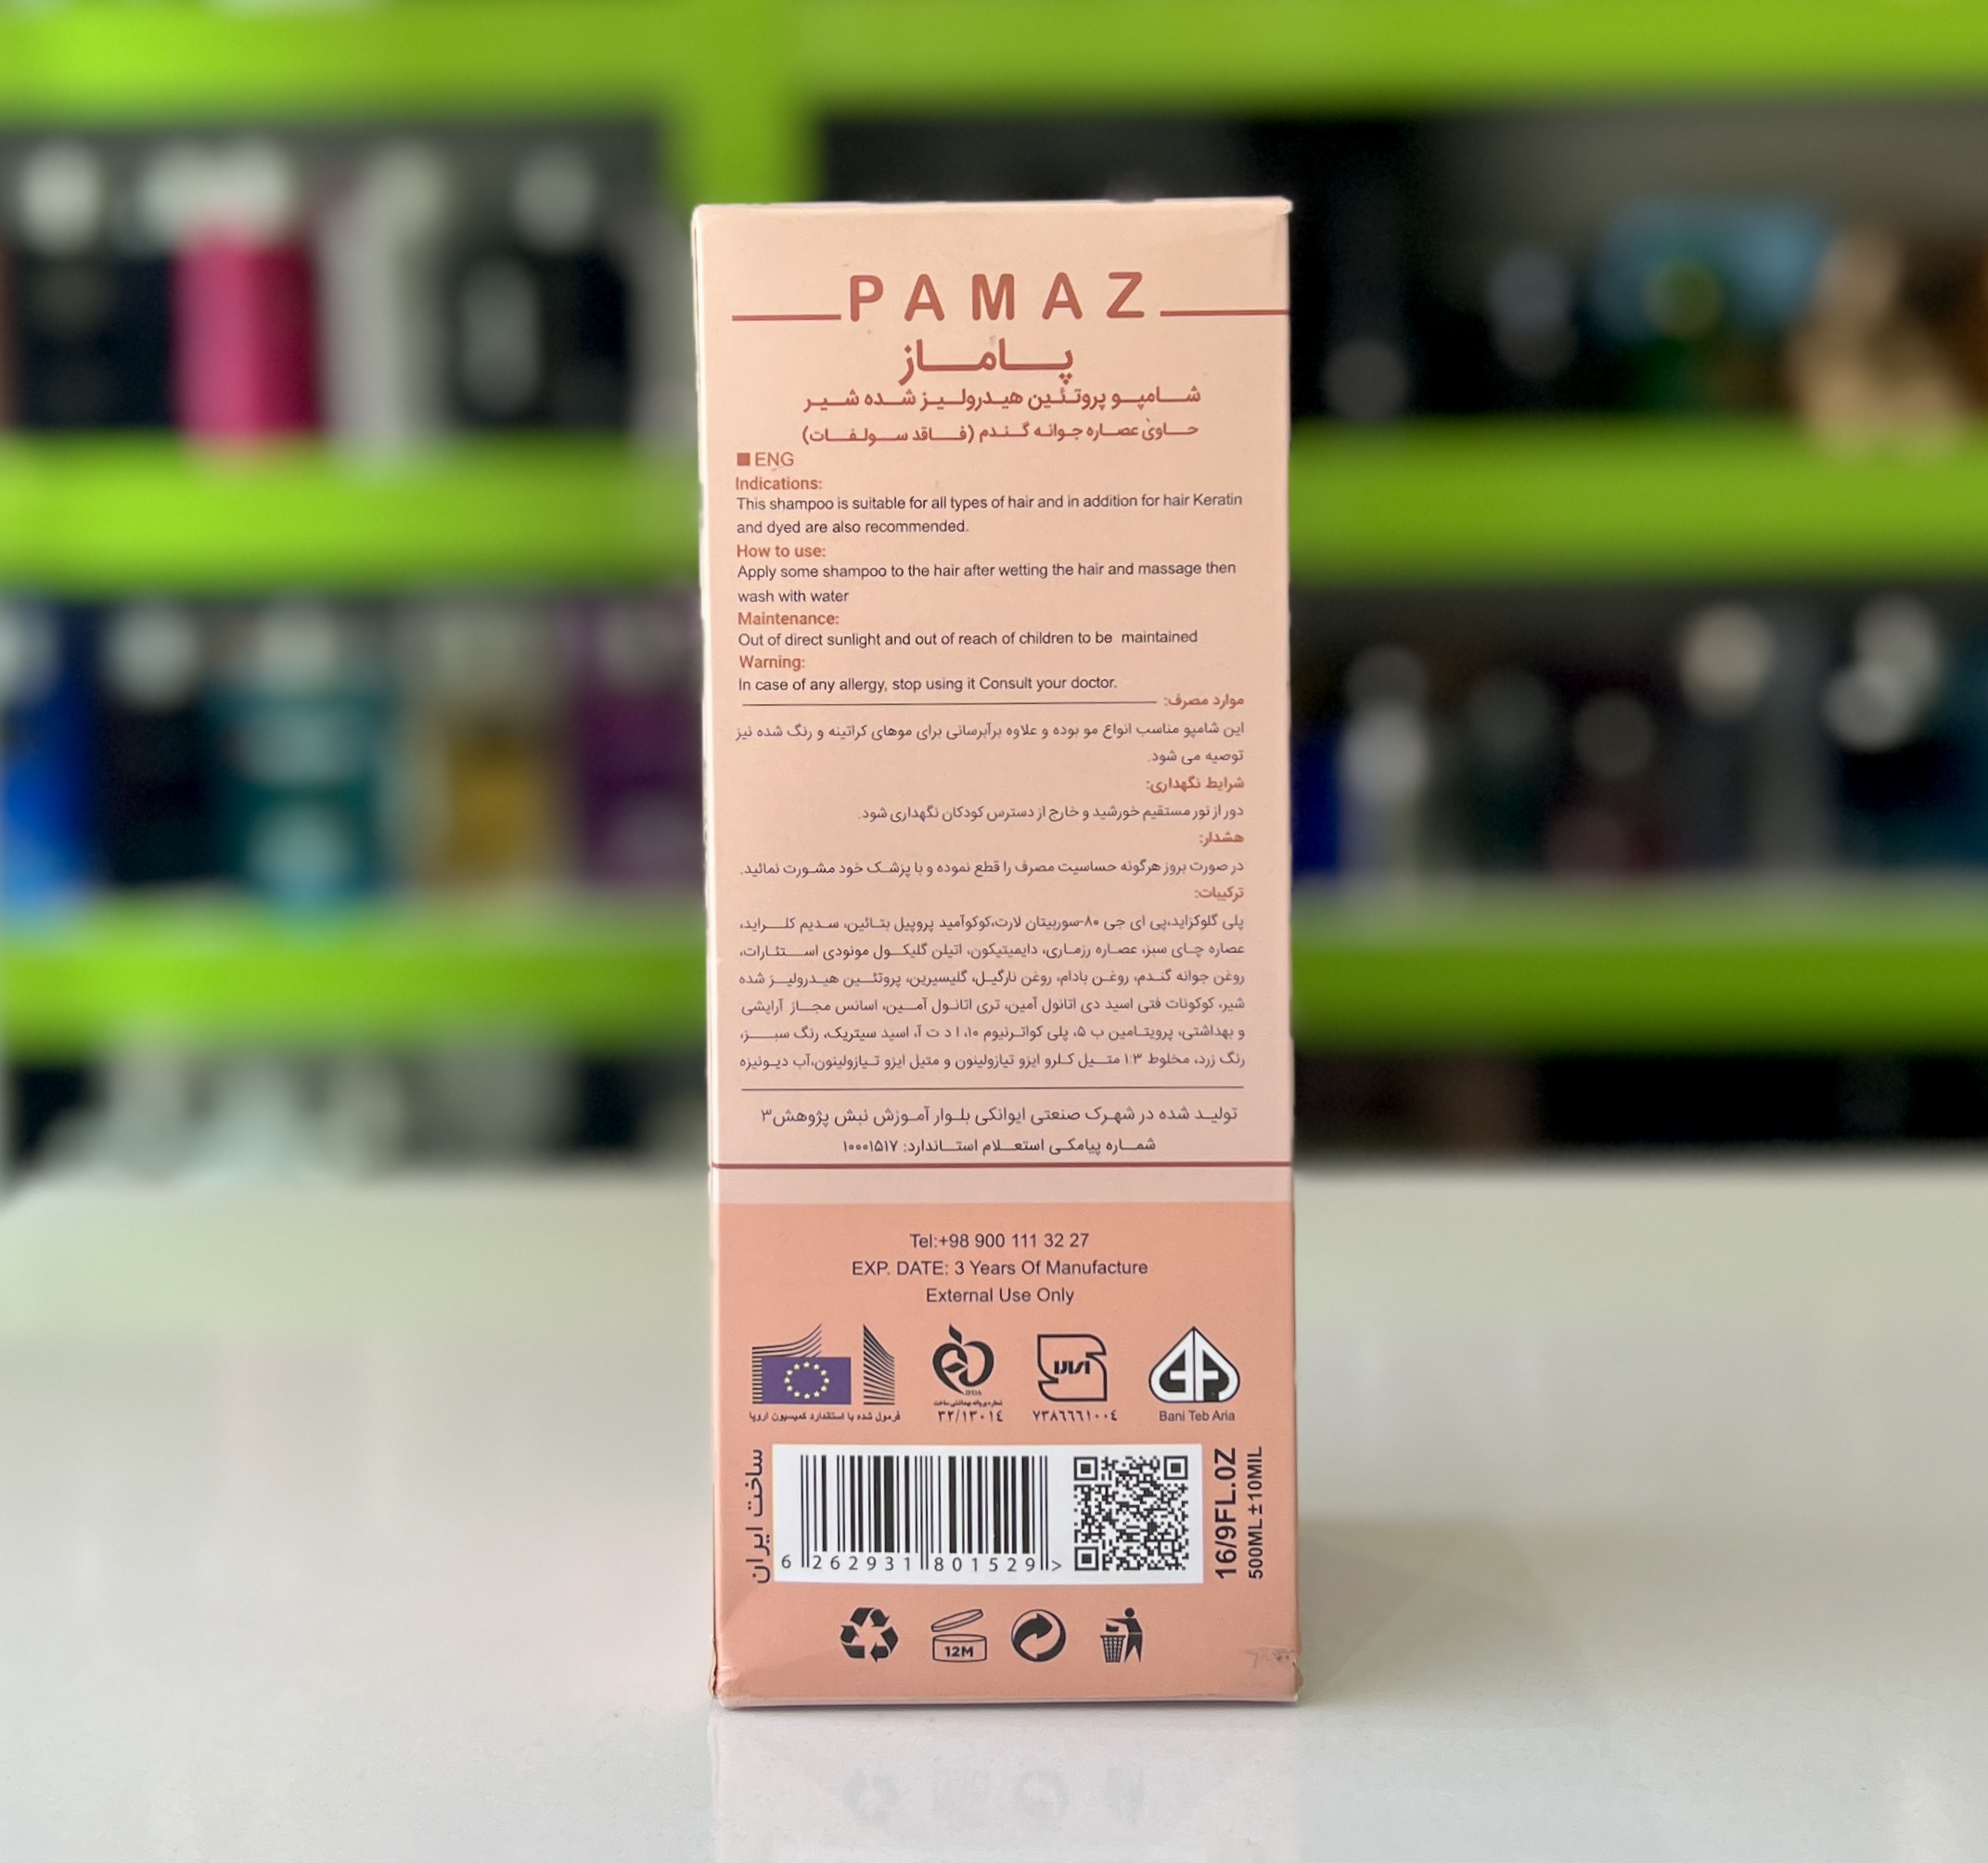 PAMAZ
پاماز
شامپو پروتئین هیدرولیز شده شیر
حاوی عصاره جوانه گندم (فاقد سولفات)
ENG
Indications:
This shampoo is suitable for all types of hair and in addition for hair Keratin
and dyed are also recommended.
How to use:
Apply some shampoo to the hair after wetting the hair and massage then
wash with water
Maintenance:
Out of direct sunlight and out of reach of children to be maintained
Warning:
In case of any allergy, stop using it Consult your doctor.
موارد مصرف:
این شامپو مناسب انواع مو بوده و علاوه برآبرسانی برای موهای کراتینه و رنگ شده نیز
توصیه می شود.
شرایط نگهداری:
دور از نور مستقیم خورشید و خارج از دسترس کودکان نگهداری شود.
هشدار:
در صورت بروز هرگونه حساسیت مصرف را قطع نموده و با پزشک خود مشورت نمائید.
ترکیبات:
پلی گلوکزاید،پی ای جی ۸۰-سوربیتان لارت،کوکوآمید پروپیل بتائین، سدیم کلراید،
عصاره چای سبز، عصاره رزماری، دایمیتیکون، اتیلن گلیکول مونودی استئارات،
روغن جوانه گندم، روغن بادام، روغن نارگیل، گلیسیرین، پروتئین هیدرولیز شده
شیر، کوکونات فتی اسید دی اتانول آمین، تری اتانول آمین، اسانس مجاز آرایشی
و بهداشتی، پرویتامین ب ۵، پلی کواترنیوم ۱۰، ا د ت آ، اسید سیتریک، رنگ سبز،
رنگ زرد، مخلوط ۱:۳ متیل کلرو ایزو تیازولینون و متیل ایزو تیازولینون،آب دیونیزه
تولید شده در شهرک صنعتی ایوانکی بلوار آموزش نبش پژوهش۳
شماره پیامکی استعلام استاندارد: ۱۰۰۰۱۵۱۷
Tel:+98 900 111 32 27
EXP. DATE: 3 Years Of Manufacture
External Use Only
فرمول شده با استاندارد کمیسیون اروپا
IFDA
شماره پروانه بهداشتی ساخت
٣٢/١٣٠١٤
٧٣٨٦٦٦١٠٠٤
Bani Teb Aria
ساخت ایران
6 262931 801529 >
16/9FL.OZ
500ML±10MIL
12M